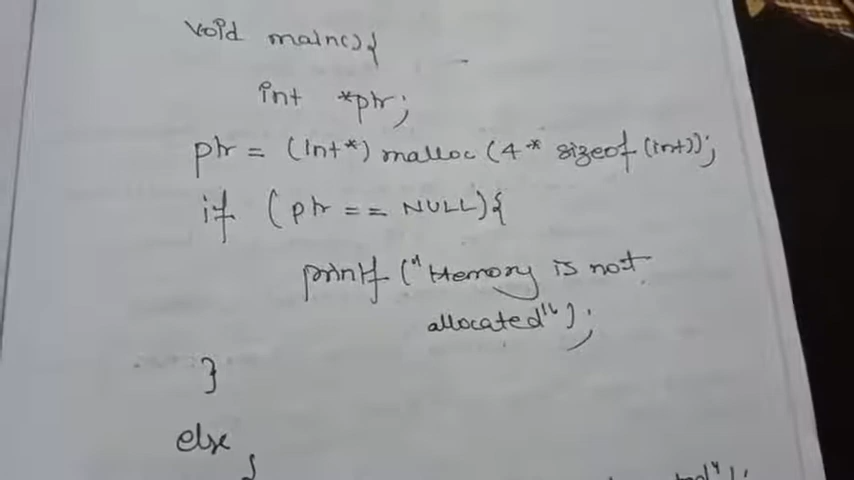 void main(){
int *ptr;
ptr = (int*) malloc (4* sizeof (int));
if (ptr == NULL){
printf ("Memory is not
allocated");
}
else
{
");